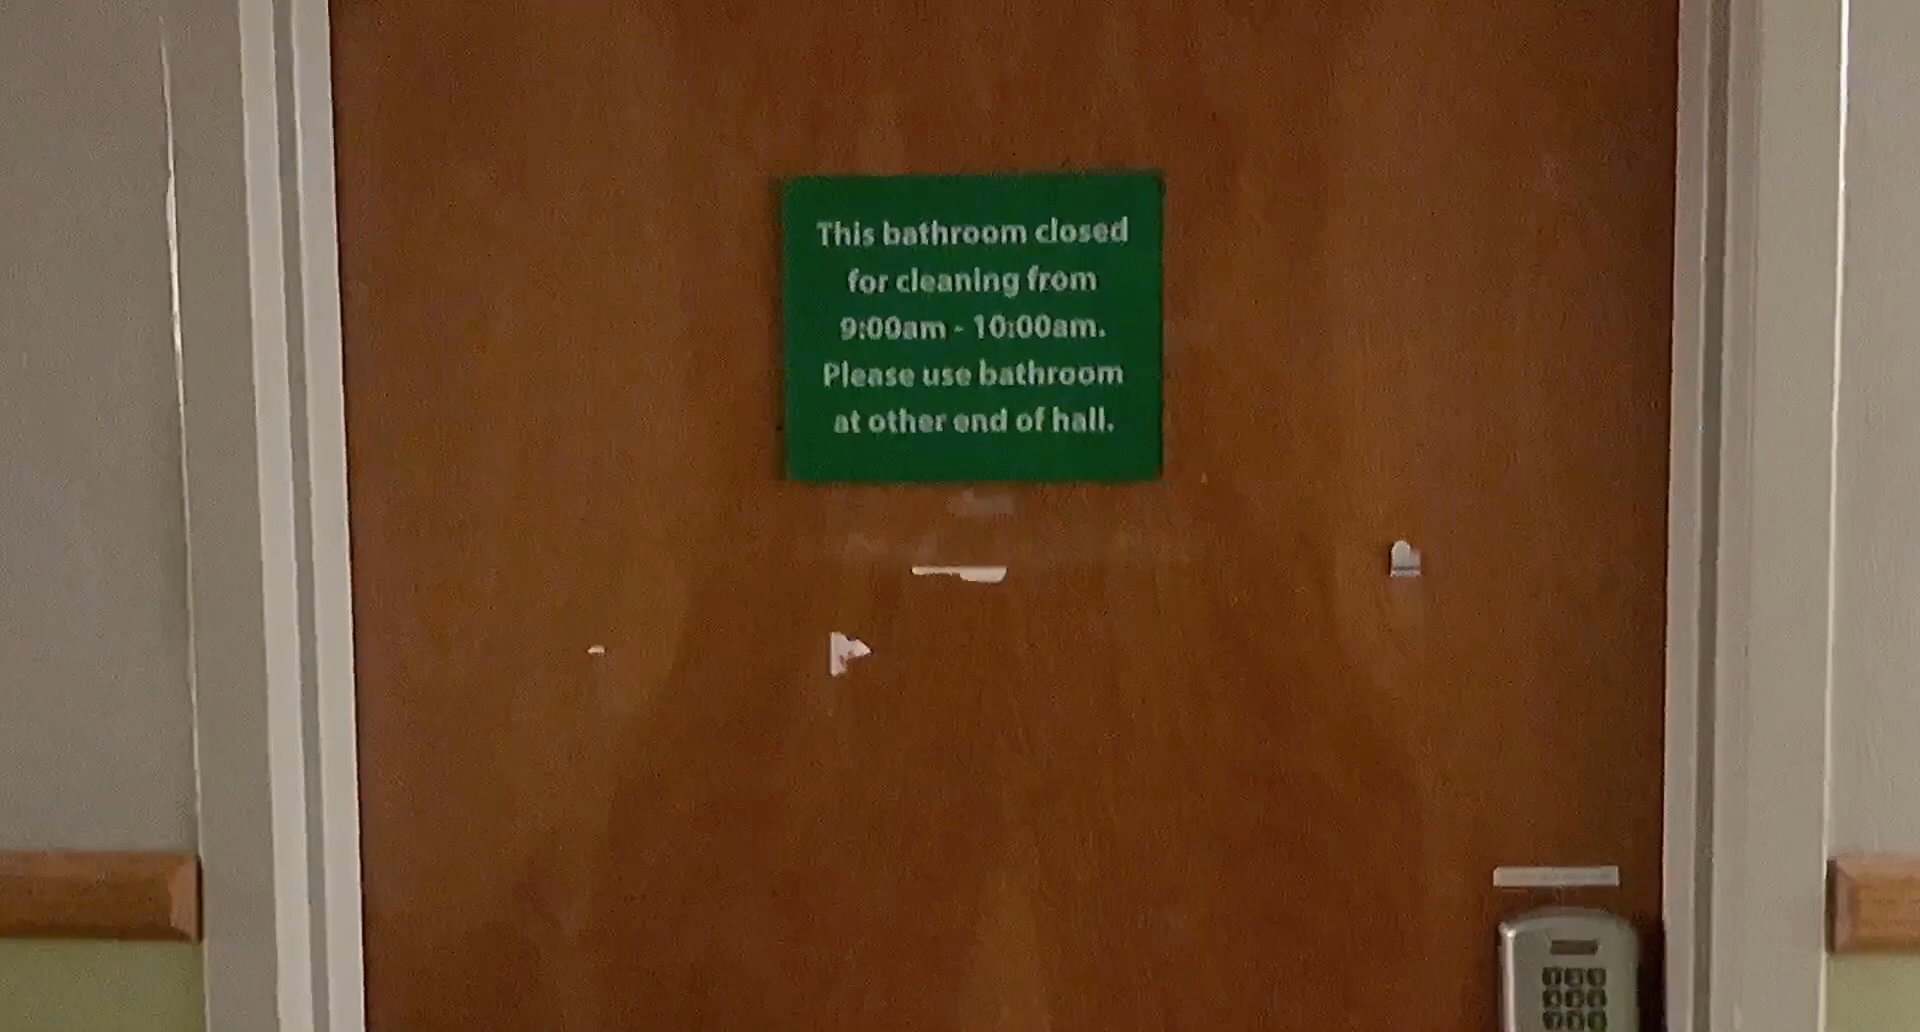 This bathroom closed
for cleaning from
9:00am - 10:00am.
Please use bathroom
at other end of hall.